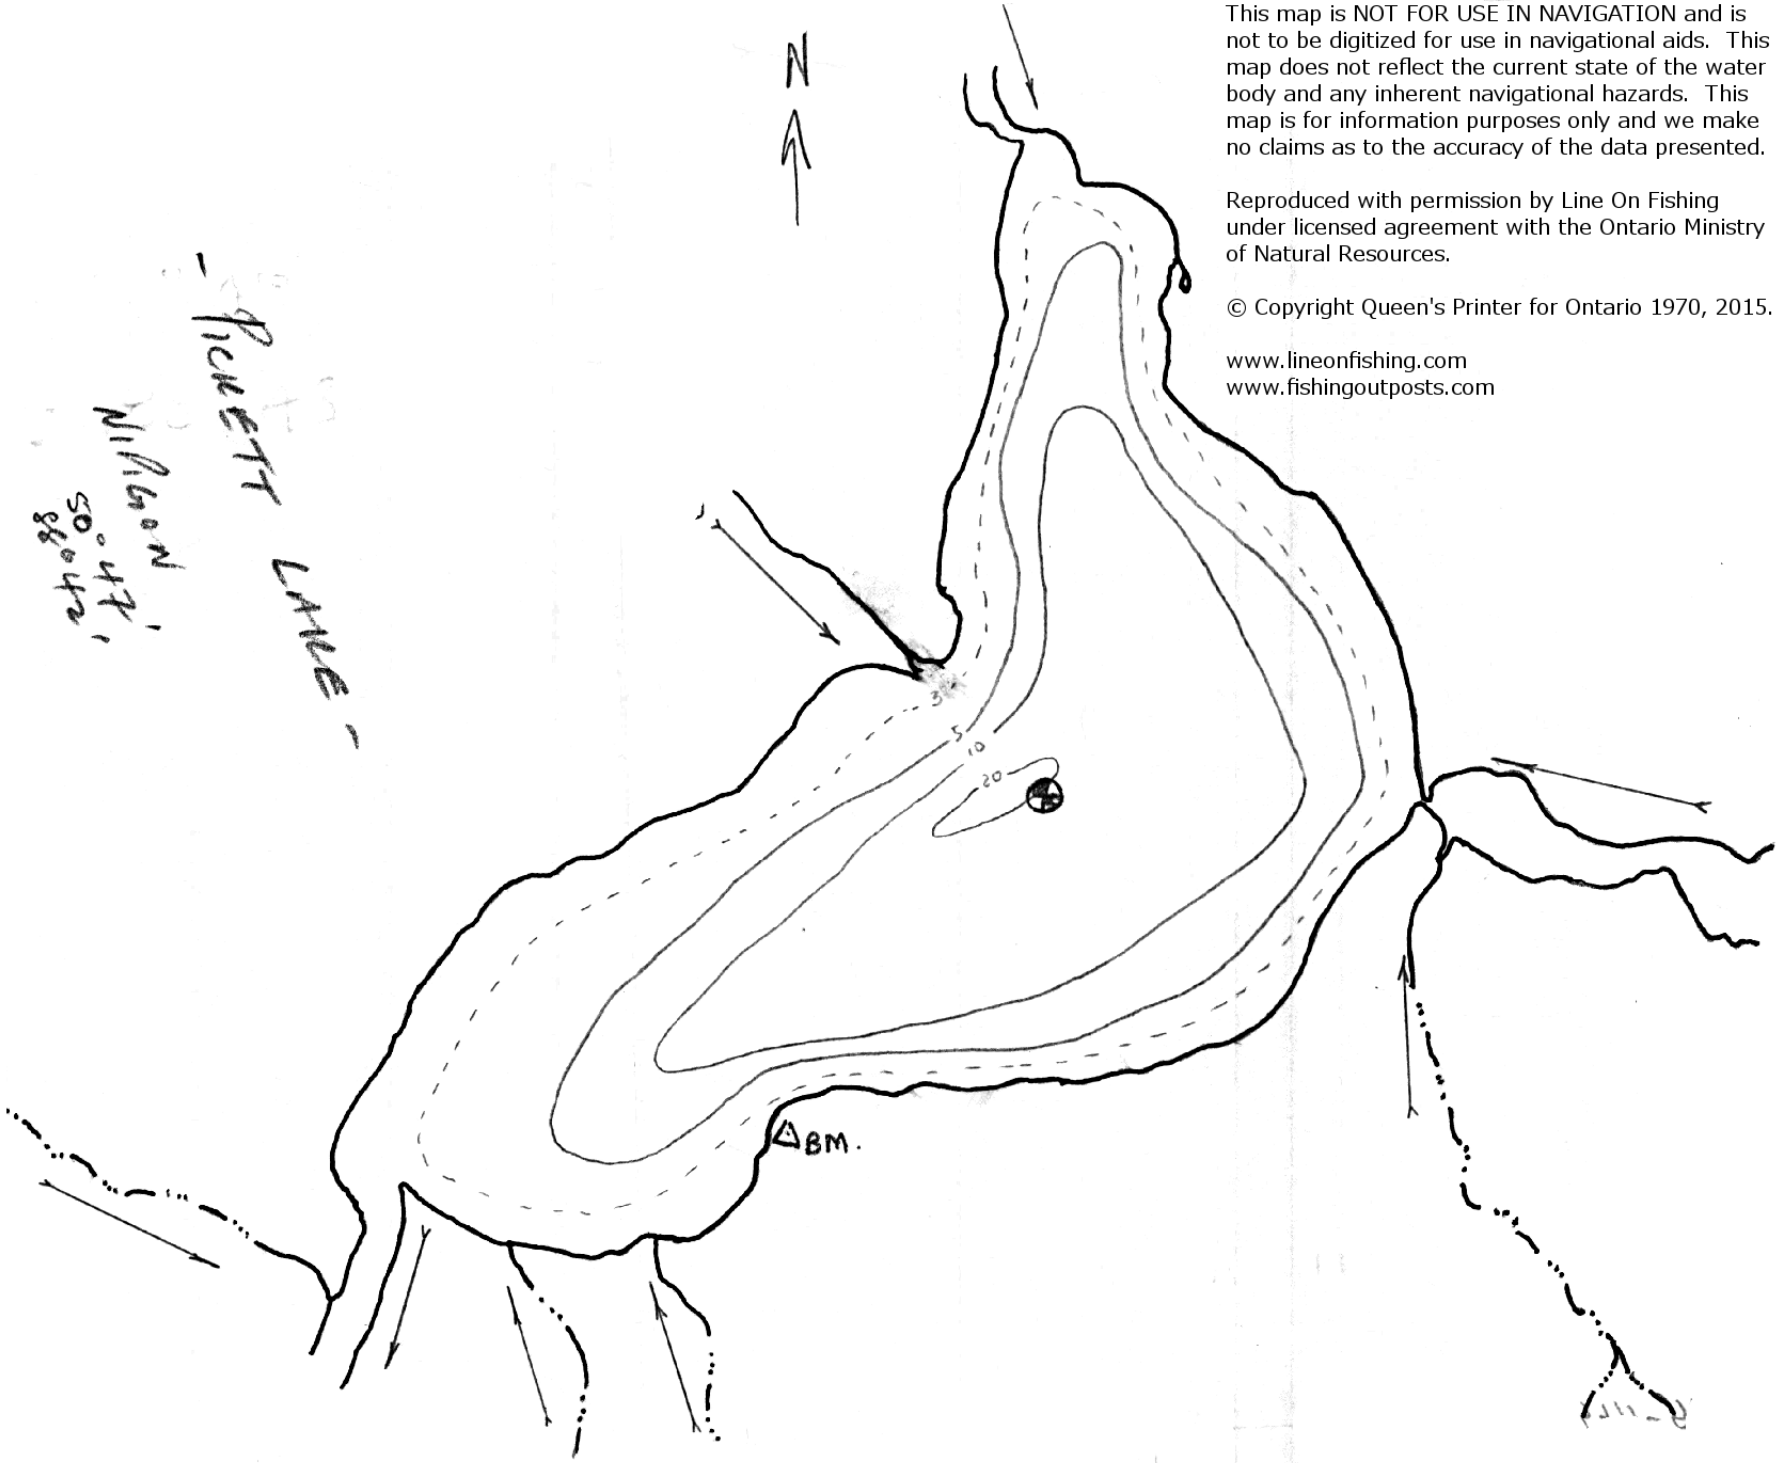 N
This map is NOT FOR USE IN NAVIGATION and is
not to be digitized for use in navigational aids. This
map does not reflect the current state of the water
body and any inherent navigational hazards. This
map is for information purposes only and we make
no claims as to the accuracy of the data presented.
Reproduced with permission by Line On Fishing
under licensed agreement with the Ontario Ministry
of Natural Resources.
© Copyright Queen's Printer for Ontario 1970, 2015.
www.lineonfishing.com
www.fishingoutposts.com
- PICKETT LAKE -
NIPIGON
50° 47'
88° 42'
3
5
10
20
BM.